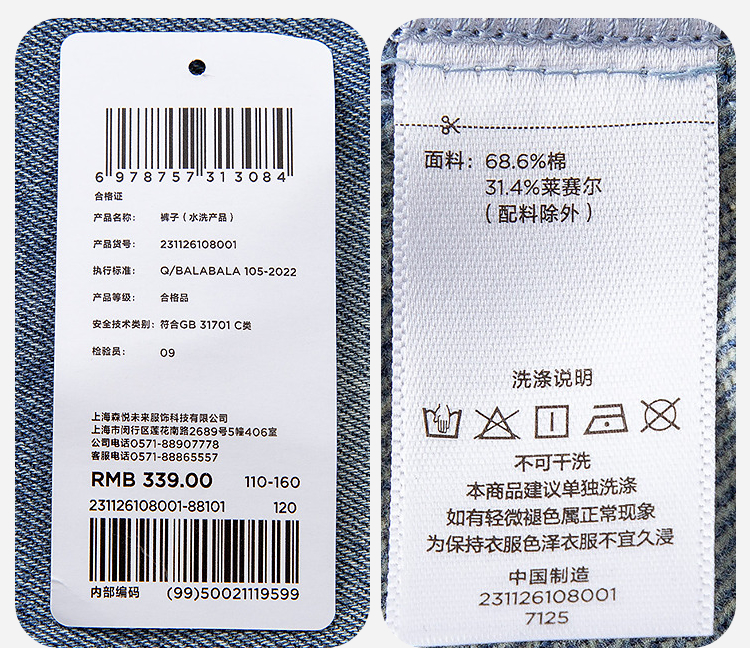 6 978757 313084
合格证
产品名称： 裤子（水洗产品）
产品货号： 231126108001
执行标准： Q/BALABALA 105-2022
产品等级： 合格品
安全技术类别：符合GB 31701 C类
检验员： 09
上海森悦未来服饰科技有限公司
上海市闵行区莲花南路2689号5幢406室
公司电话0571-88907778
客服电话0571-88865557
RMB 339.00 110-160
231126108001-88101 120
内部编码 (99)50021119599
面料：68.6%棉
31.4%莱赛尔
（配料除外）
洗涤说明
不可干洗
本商品建议单独洗涤
如有轻微褪色属正常现象
为保持衣服色泽衣服不宜久浸
中国制造
231126108001
7125